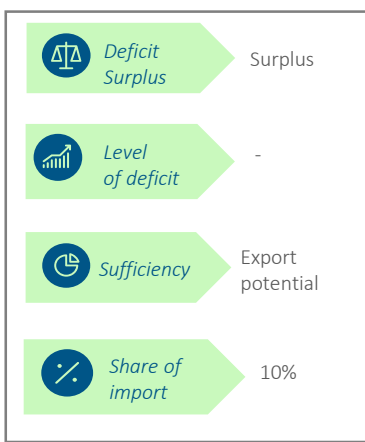 Deficit
Surplus
Surplus
Level
of deficit
-
Sufficiency
Export
potential
Share of
import
10%